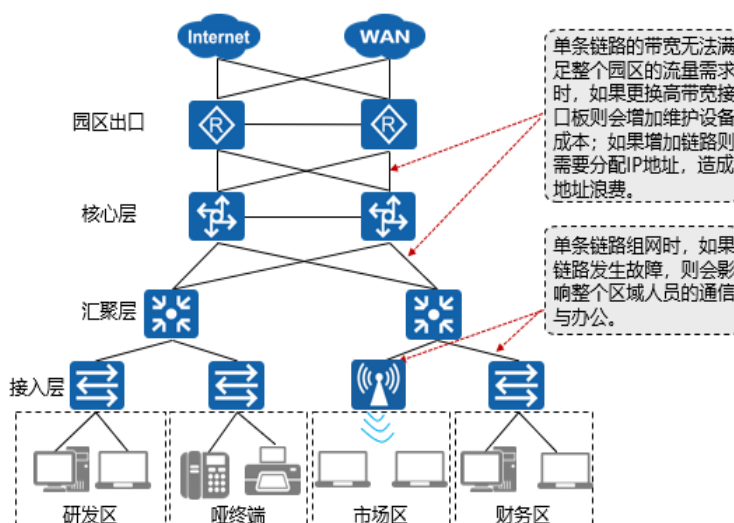 Internet
WAN
单条链路的带宽无法满
足整个园区的流量需求
时，如果更换高带宽接
口板则会增加维护设备
成本；如果增加链路则
需要分配IP地址，造成
地址浪费。
园区出口
R
R
核心层
单条链路组网时，如果
链路发生故障，则会影
响整个区域人员的通信
与办公。
汇聚层
接入层
研发区
哑终端
市场区
财务区